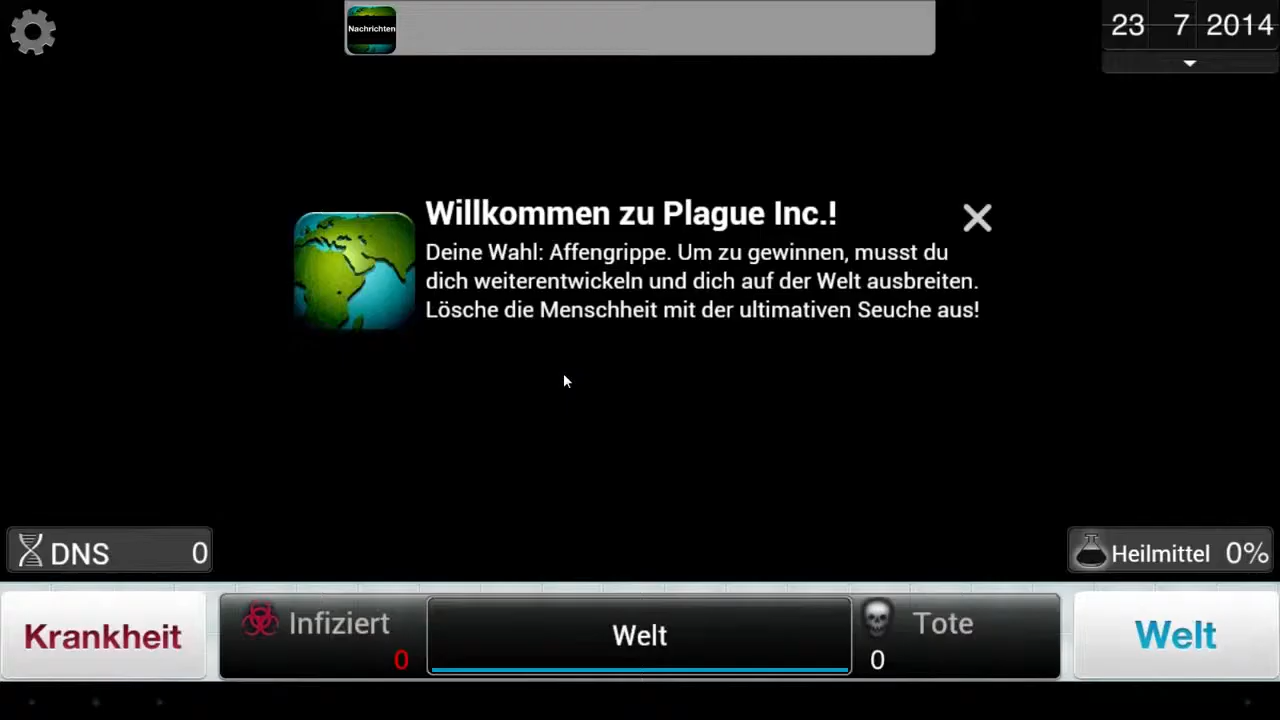 Nachrichten
23 7 2014
Willkommen zu Plague Inc.!
Deine Wahl: Affengrippe. Um zu gewinnen, musst du
dich weiterentwickeln und dich auf der Welt ausbreiten.
Lösche die Menschheit mit der ultimativen Seuche aus!
DNS 0
Heilmittel 0%
Krankheit
Infiziert
0
Welt
Tote
0
Welt